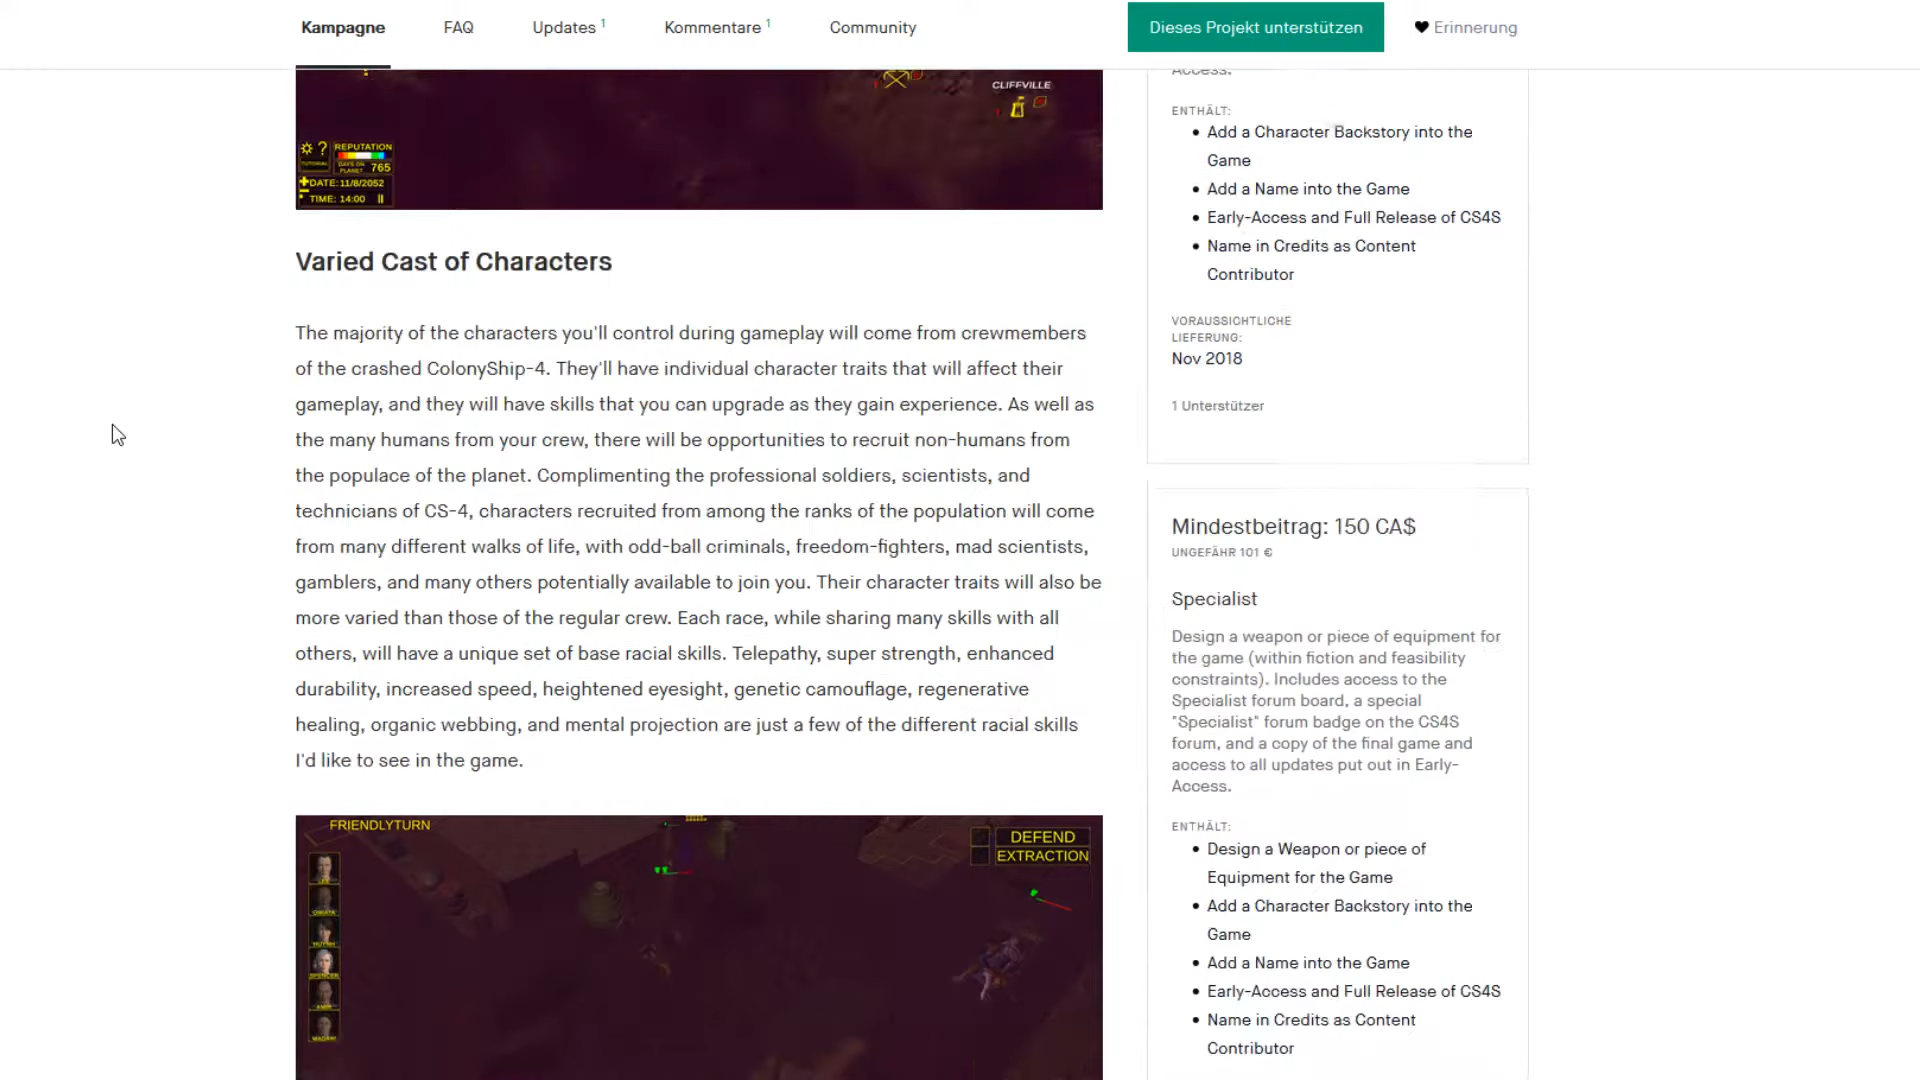 Kampagne
FAQ
Updates 1
Kommentare 1
Community
Dieses Projekt unterstützen
Erinnerung
CLIFFVILLE
? REPUTATION
TUTORIAL
DAYS ON
PLANET 765
DATE: 11/8/2052
TIME: 14:00
Varied Cast of Characters
The majority of the characters you'll control during gameplay will come from crewmembers
of the crashed ColonyShip-4. They'll have individual character traits that will affect their
gameplay, and they will have skills that you can upgrade as they gain experience. As well as
the many humans from your crew, there will be opportunities to recruit non-humans from
the populace of the planet. Complimenting the professional soldiers, scientists, and
technicians of CS-4, characters recruited from among the ranks of the population will come
from many different walks of life, with odd-ball criminals, freedom-fighters, mad scientists,
gamblers, and many others potentially available to join you. Their character traits will also be
more varied than those of the regular crew. Each race, while sharing many skills with all
others, will have a unique set of base racial skills. Telepathy, super strength, enhanced
durability, increased speed, heightened eyesight, genetic camouflage, regenerative
healing, organic webbing, and mental projection are just a few of the different racial skills
I'd like to see in the game.
FRIENDLYTURN
DEFEND
EXTRACTION
SPENCER
Access.
ENTHÄLT:
• Add a Character Backstory into the
Game
• Add a Name into the Game
• Early-Access and Full Release of CS4S
• Name in Credits as Content
Contributor
VORAUSSICHTLICHE
LIEFERUNG:
Nov 2018
1 Unterstützer
Mindestbeitrag: 150 CA$
UNGEFÄHR 101 €
Specialist
Design a weapon or piece of equipment for
the game (within fiction and feasibility
constraints). Includes access to the
Specialist forum board, a special
"Specialist" forum badge on the CS4S
forum, and a copy of the final game and
access to all updates put out in Early-
Access.
ENTHÄLT:
• Design a Weapon or piece of
Equipment for the Game
• Add a Character Backstory into the
Game
• Add a Name into the Game
• Early-Access and Full Release of CS4S
• Name in Credits as Content
Contributor